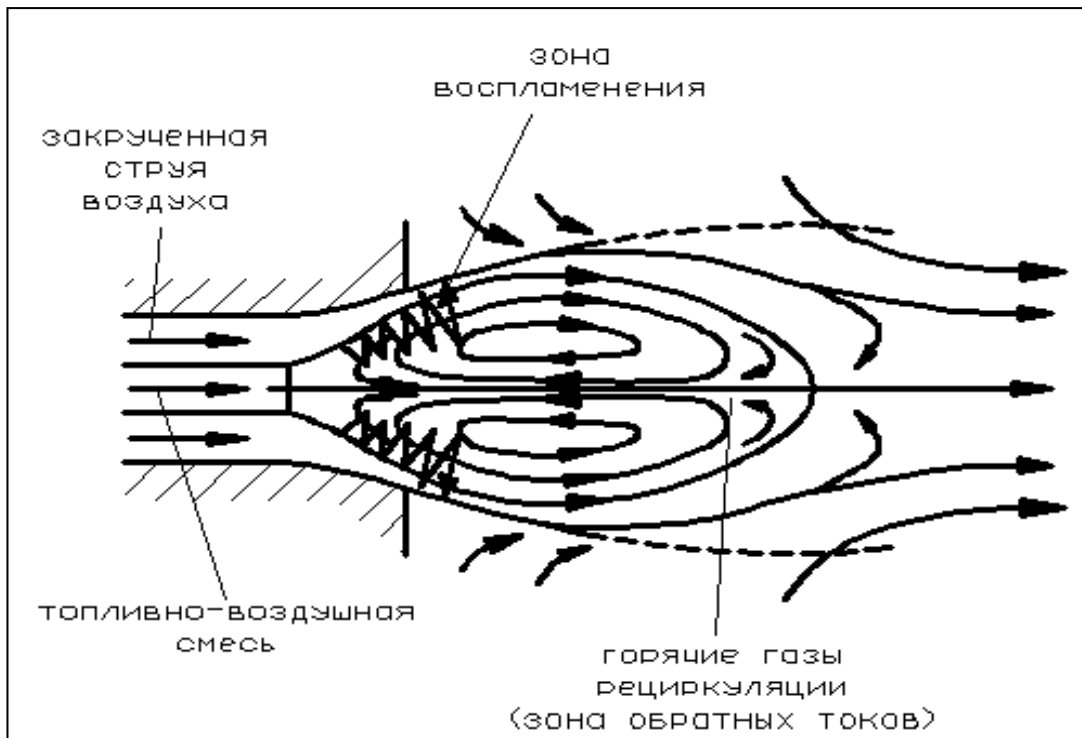 зона
воспламенения
закрученная
струя
воздуха
топливно-воздушная
смесь
горячие газы
рециркуляции
(зона обратных токов)